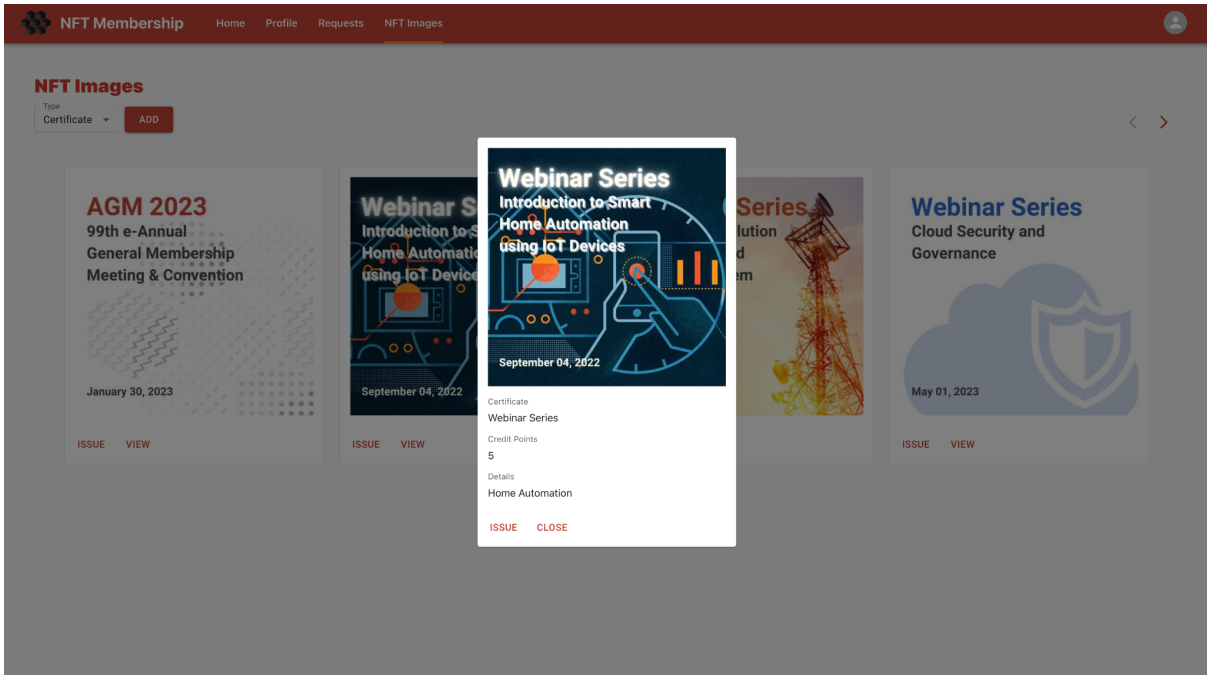 NFT Membership
Home
Profile
Requests
NFT Images
NFT Images
Type
Certificate
ADD
AGM 2023
99th e-Annual
General Membership
Meeting & Convention
January 30, 2023
ISSUE
VIEW
Webinar S
Introduction to S
Home Automatic
using IoT Device
September 04, 2022
ISSUE
VIEW
Webinar Series
Introduction to Smart
Home Automation
using IoT Devices
September 04, 2022
Certificate
Webinar Series
Credit Points
5
Details
Home Automation
ISSUE
CLOSE
Series
lution
d
em
Webinar Series
Cloud Security and
Governance
May 01, 2023
ISSUE
VIEW